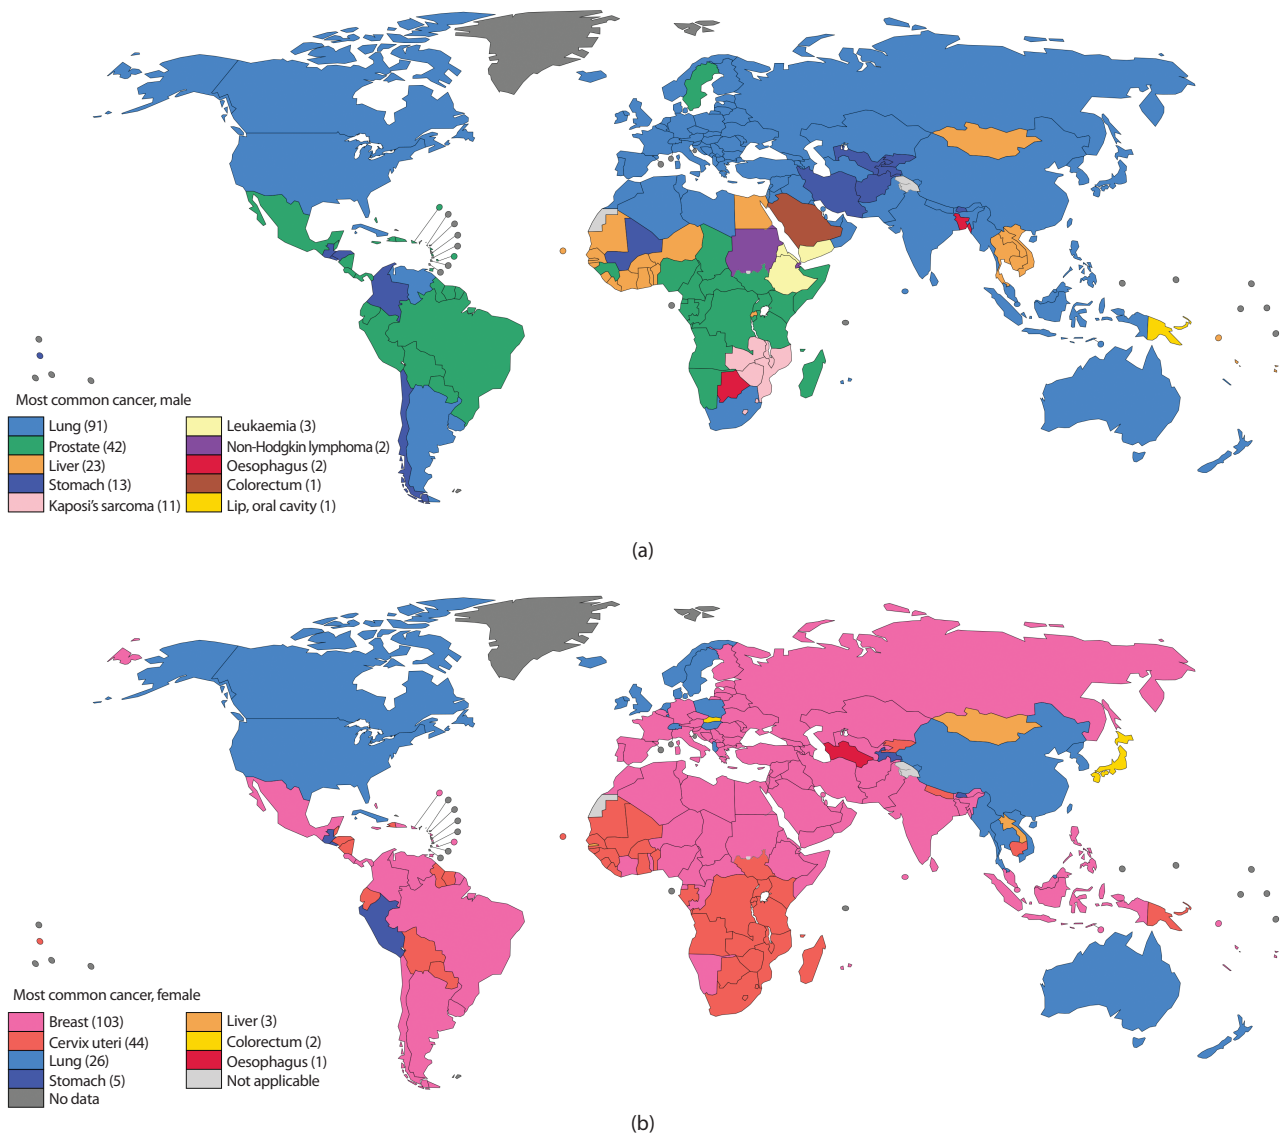 Most common cancer, male
Lung (91)
Prostate (42)
Liver (23)
Stomach (13)
Kaposi's sarcoma (11)
Leukaemia (3)
Non-Hodgkin lymphoma (2)
Oesophagus (2)
Colorectum (1)
Lip, oral cavity (1)
(a)
Most common cancer, female
Breast (103)
Cervix uteri (44)
Lung (26)
Stomach (5)
No data
Liver (3)
Colorectum (2)
Oesophagus (1)
Not applicable
(b)